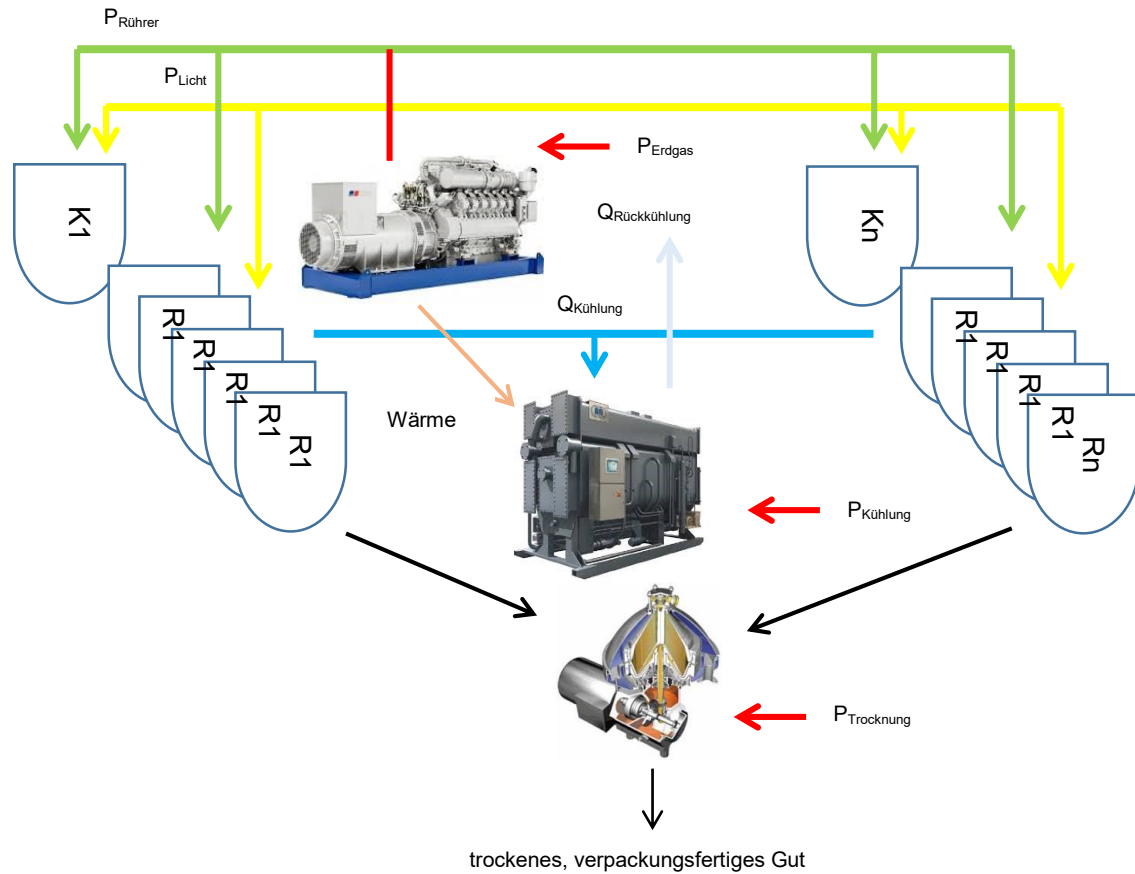 PRührer
PLicht
PErdgas
K1
Kn
QRückkühlung
QKühlung
R1
R1
R1
R1
R1
R1
R1
R1
R1
Rn
Wärme
PKühlung
PTrocknung
trockenes, verpackungsfertiges Gut